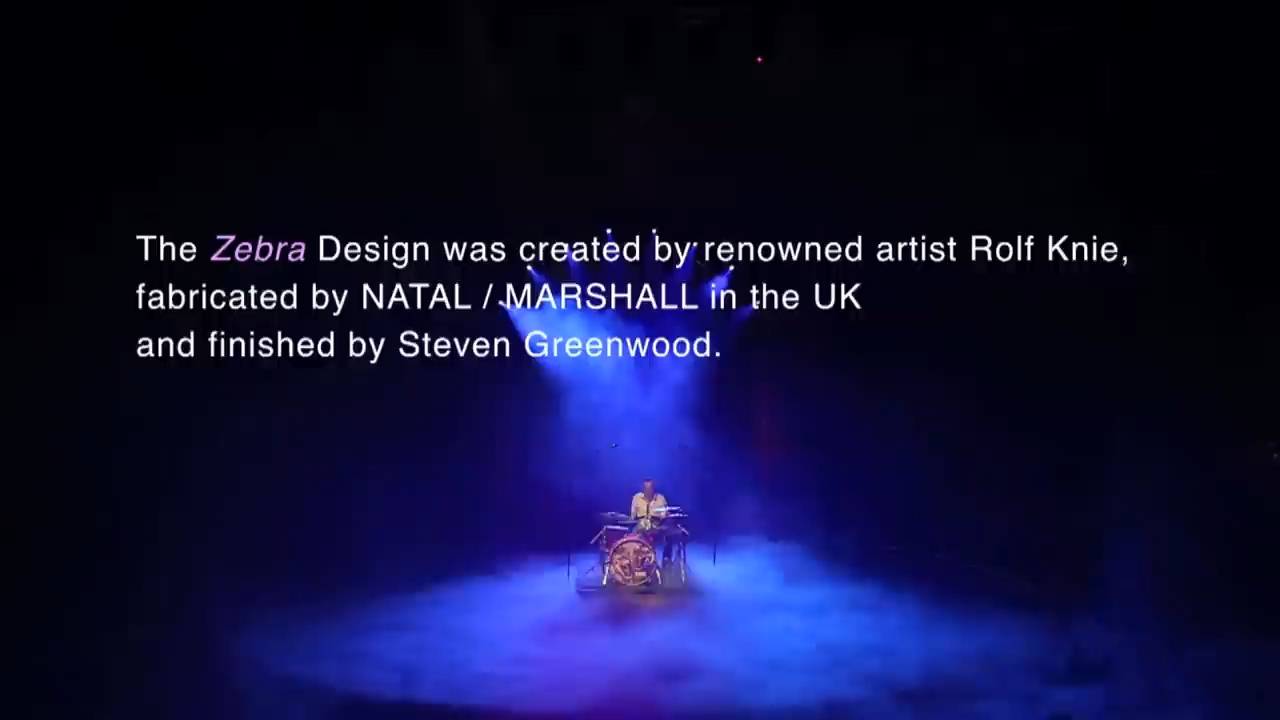 The Zebra Design was created by renowned artist Rolf Knie,
fabricated by NATAL / MARSHALL in the UK
and finished by Steven Greenwood.